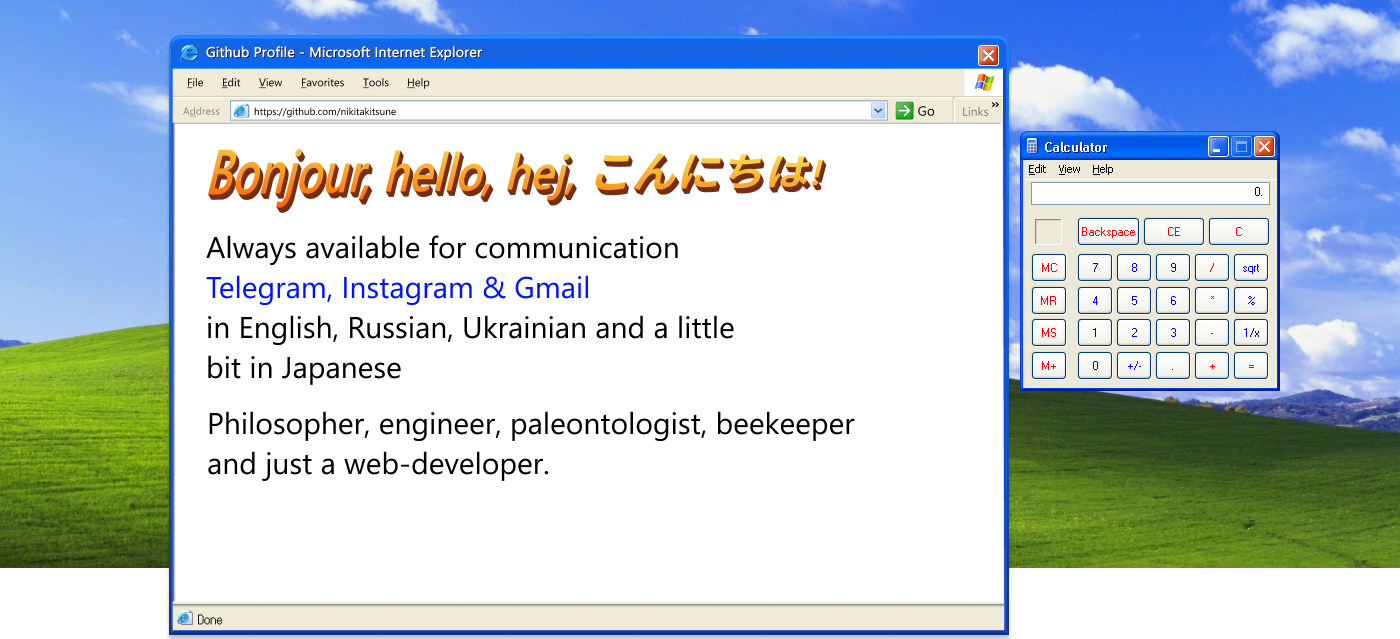 Github Profile - Microsoft Internet Explorer
File Edit View Favorites Tools Help
Address https://github.com/nikitakitsune Go Links »
Bonjour, hello, hej, こんにちは!
Always available for communication
Telegram, Instagram & Gmail
in English, Russian, Ukrainian and a little
bit in Japanese
Philosopher, engineer, paleontologist, beekeeper
and just a web-developer.
Done
Calculator
Edit View Help
0.
Backspace CE C
MC 7 8 9 / sqrt
MR 4 5 6 * %
MS 1 2 3 - 1/x
M+ 0 +/- . + =